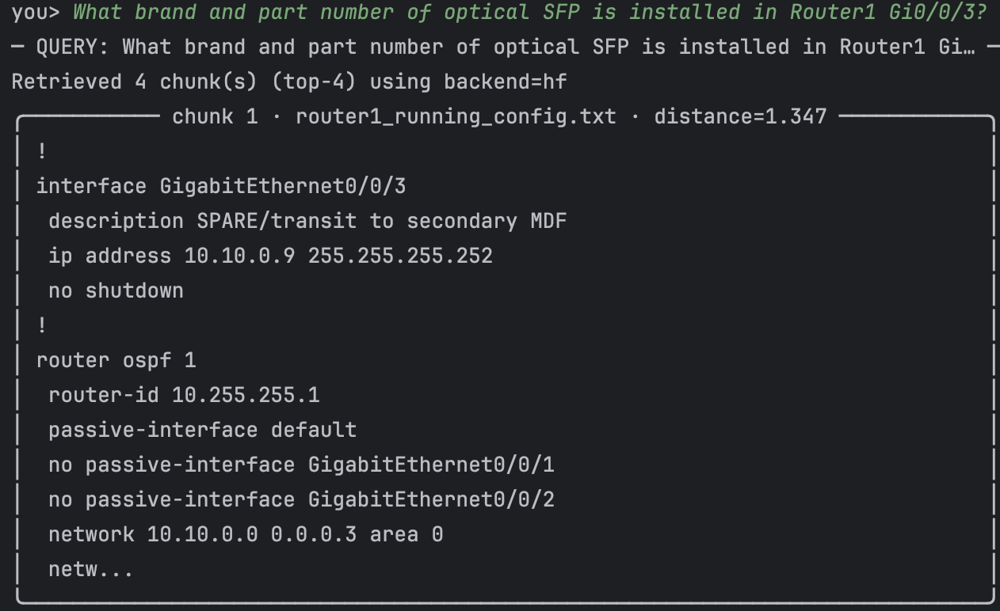 you> What brand and part number of optical SFP is installed in Router1 Gi0/0/3?
— QUERY: What brand and part number of optical SFP is installed in Router1 Gi… —
Retrieved 4 chunk(s) (top-4) using backend=hf
chunk 1 · router1_running_config.txt · distance=1.347
!
interface GigabitEthernet0/0/3
 description SPARE/transit to secondary MDF
 ip address 10.10.0.9 255.255.255.252
 no shutdown
!
router ospf 1
 router-id 10.255.255.1
 passive-interface default
 no passive-interface GigabitEthernet0/0/1
 no passive-interface GigabitEthernet0/0/2
 network 10.10.0.0 0.0.0.3 area 0
 netw...